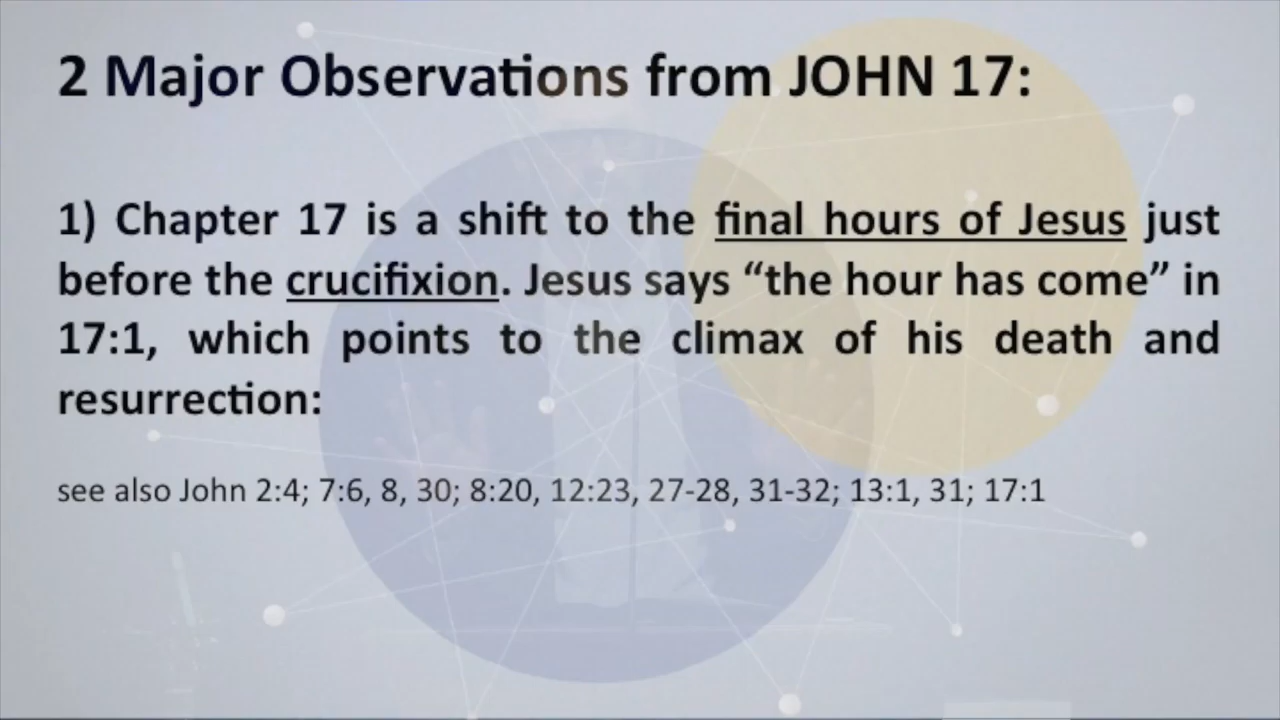 2 Major Observations from JOHN 17:
1) Chapter 17 is a shift to the final hours of Jesus just
before the crucifixion. Jesus says “the hour has come” in
17:1, which points to the climax of his death and
resurrection:
see also John 2:4; 7:6, 8, 30; 8:20, 12:23, 27-28, 31-32; 13:1, 31; 17:1